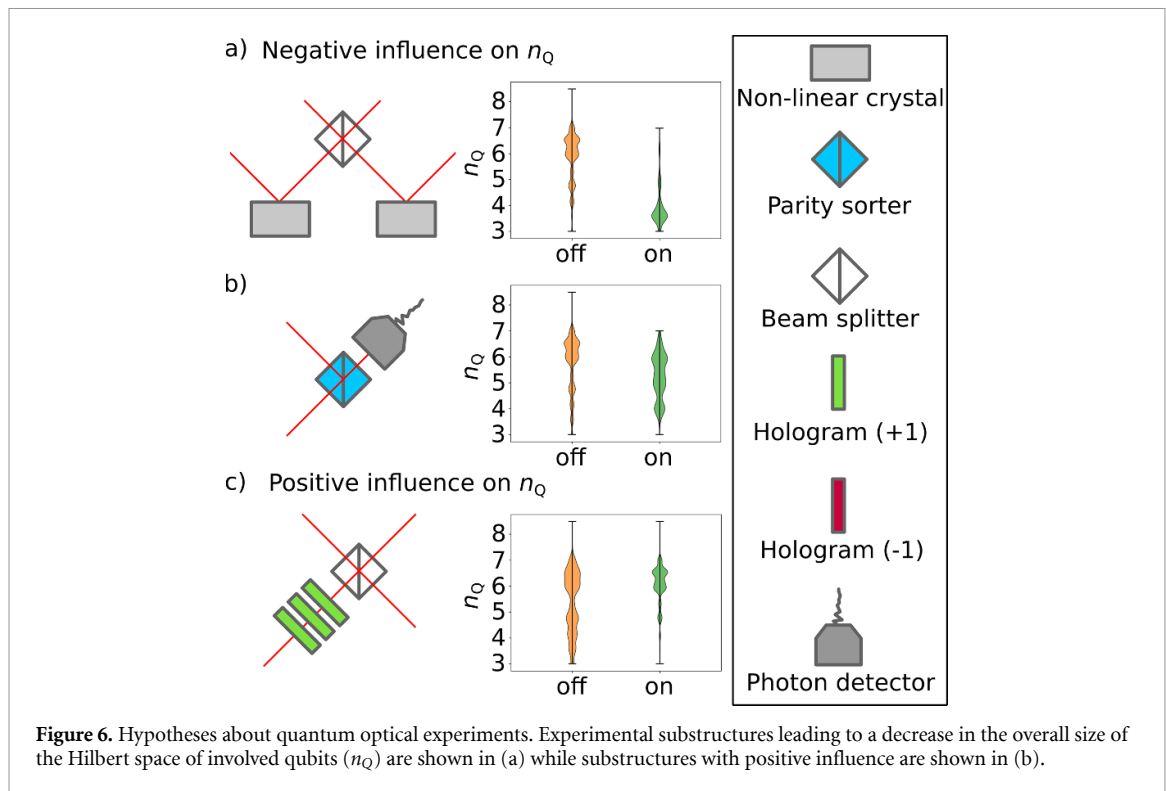 a) Negative influence on nQ
8
7
6
5
4
3
nQ
off on
b)
8
7
6
5
4
3
nQ
off on
c) Positive influence on nQ
8
7
6
5
4
3
nQ
off on
Non-linear crystal
Parity sorter
Beam splitter
Hologram (+1)
Hologram (-1)
Photon detector
Figure 6. Hypotheses about quantum optical experiments. Experimental substructures leading to a decrease in the overall size of
the Hilbert space of involved qubits (nQ) are shown in (a) while substructures with positive influence are shown in (b).